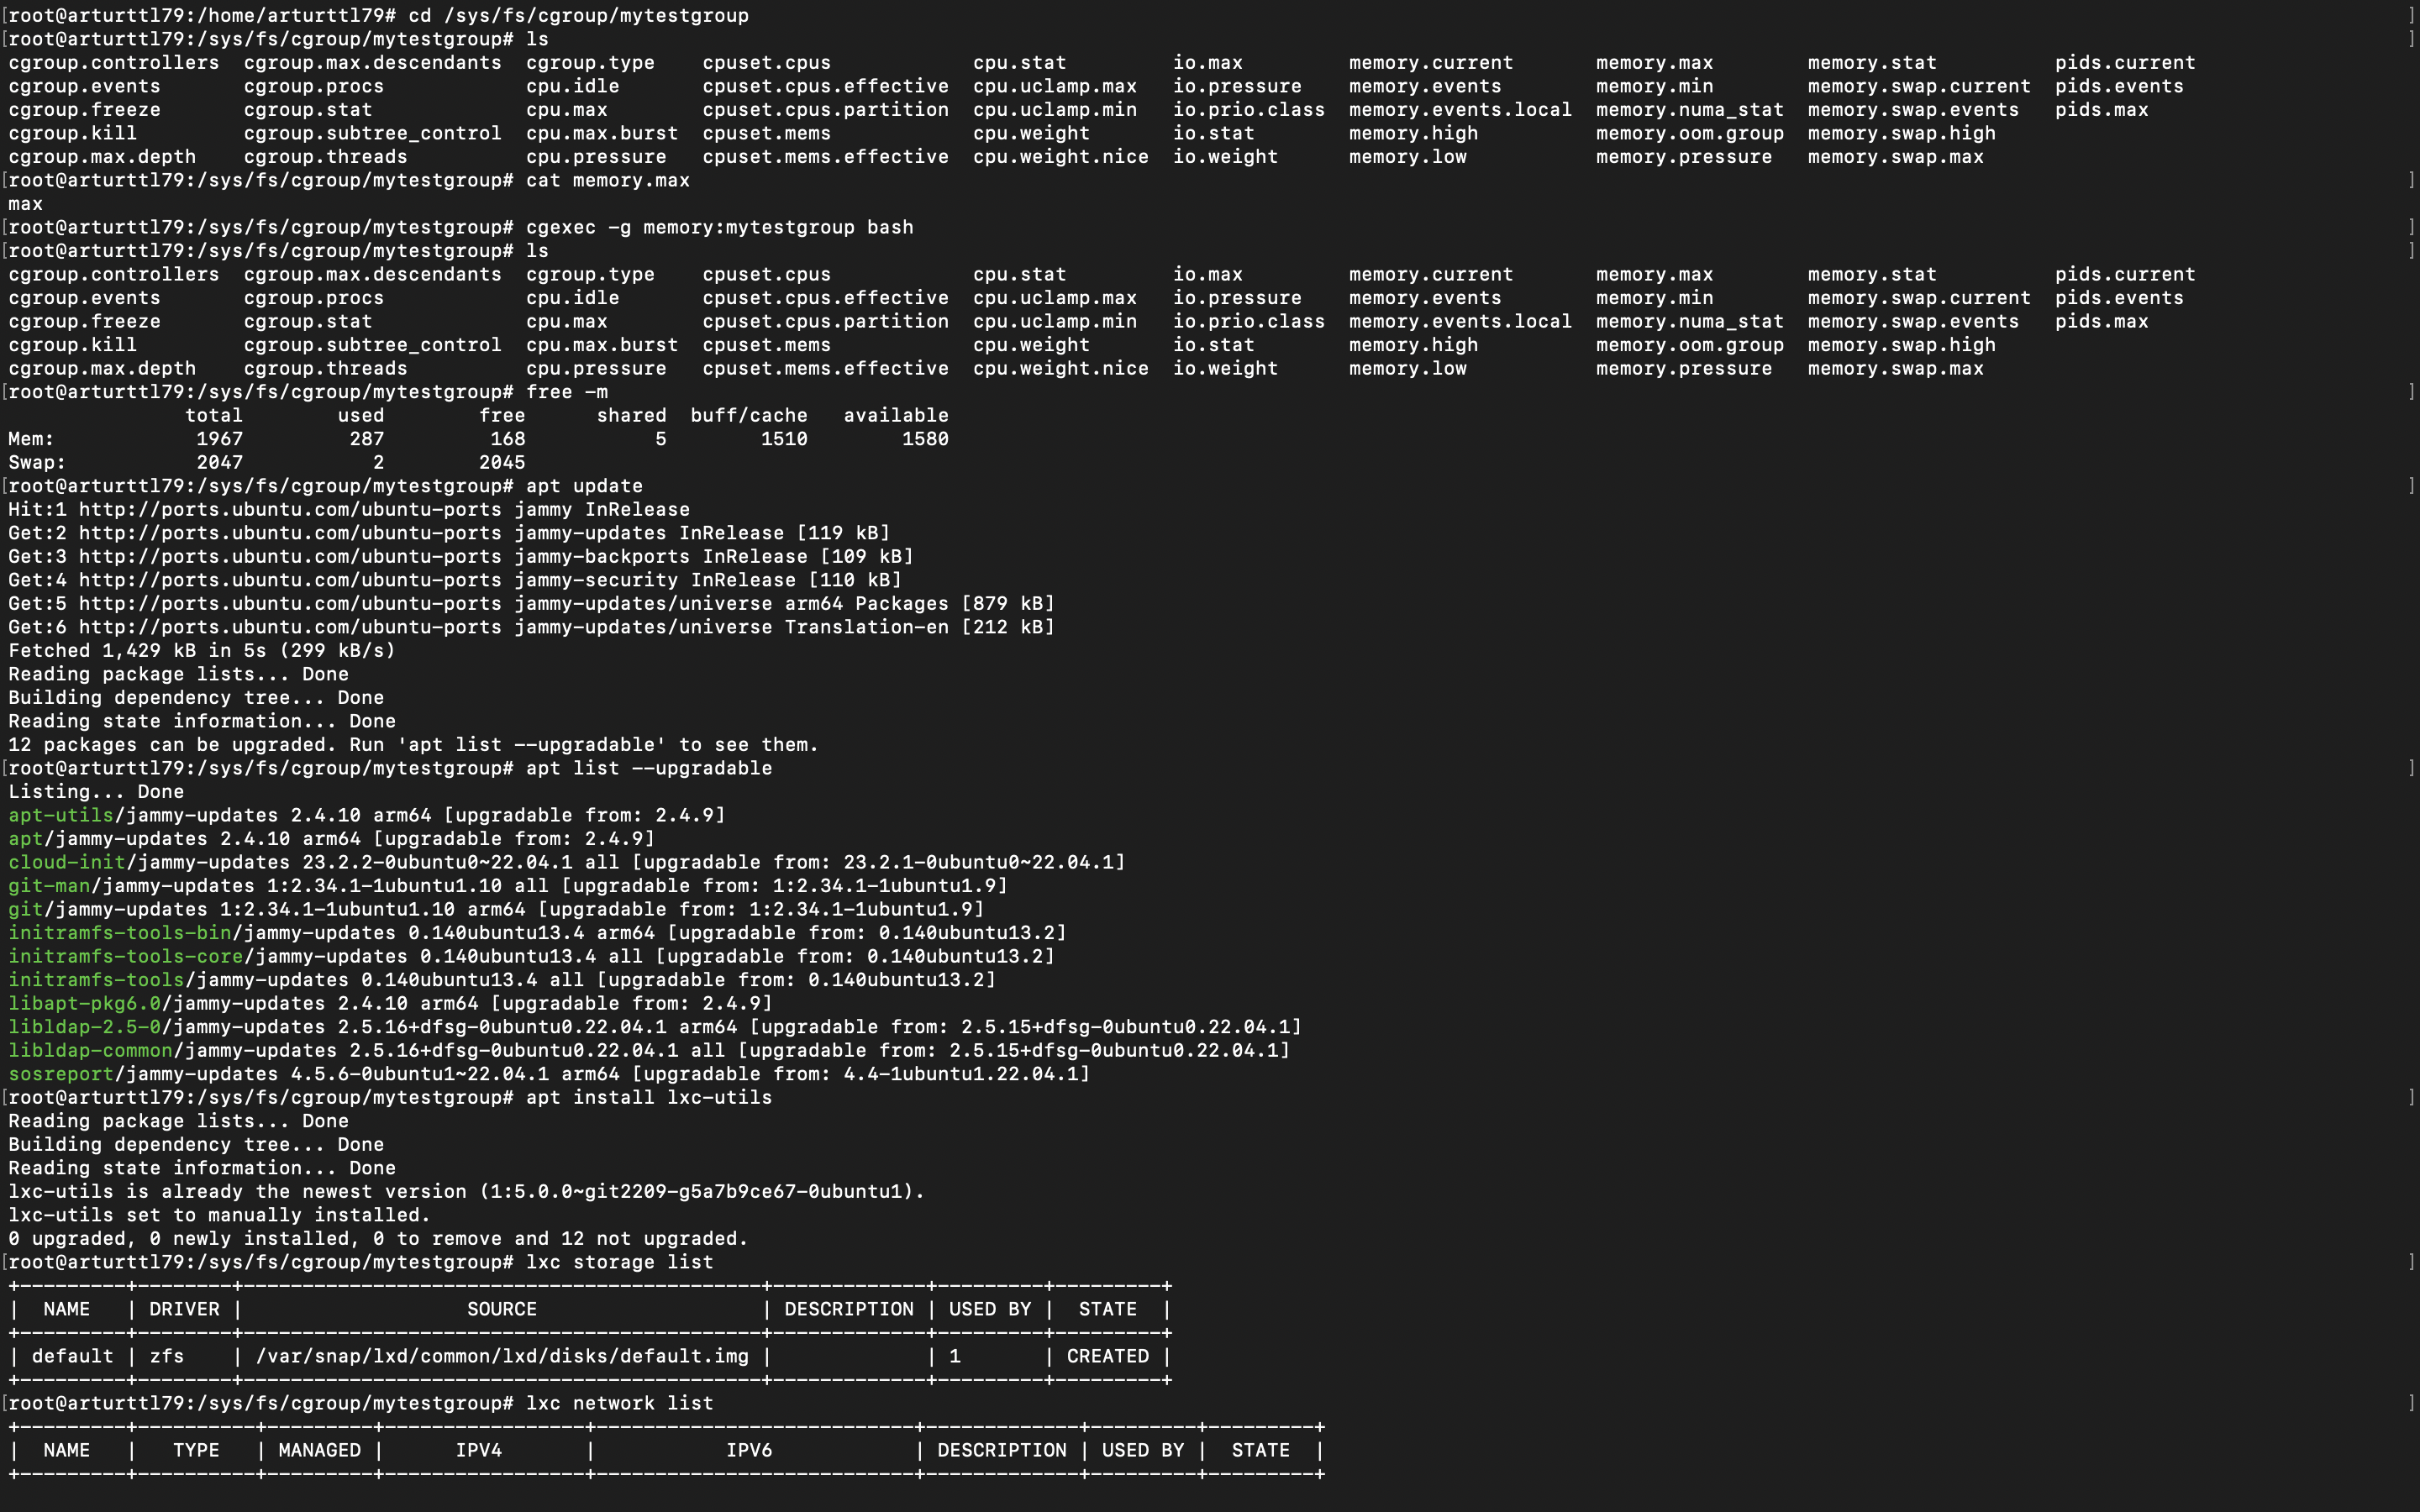 [root@arturttl79:/home/arturttl79# cd /sys/fs/cgroup/mytestgroup ]
[root@arturttl79:/sys/fs/cgroup/mytestgroup# ls ]
cgroup.controllers  cgroup.max.descendants  cgroup.type    cpuset.cpus            cpu.stat        io.max         memory.current       memory.max        memory.stat          pids.current
cgroup.events       cgroup.procs            cpu.idle       cpuset.cpus.effective  cpu.uclamp.max  io.pressure    memory.events        memory.min        memory.swap.current  pids.events
cgroup.freeze       cgroup.stat             cpu.max        cpuset.cpus.partition  cpu.uclamp.min  io.prio.class  memory.events.local  memory.numa_stat  memory.swap.events   pids.max
cgroup.kill         cgroup.subtree_control  cpu.max.burst  cpuset.mems            cpu.weight      io.stat        memory.high          memory.oom.group  memory.swap.high
cgroup.max.depth    cgroup.threads          cpu.pressure   cpuset.mems.effective  cpu.weight.nice  io.weight      memory.low           memory.pressure   memory.swap.max
[root@arturttl79:/sys/fs/cgroup/mytestgroup# cat memory.max ]
max
[root@arturttl79:/sys/fs/cgroup/mytestgroup# cgexec -g memory:mytestgroup bash ]
[root@arturttl79:/sys/fs/cgroup/mytestgroup# ls ]
cgroup.controllers  cgroup.max.descendants  cgroup.type    cpuset.cpus            cpu.stat        io.max         memory.current       memory.max        memory.stat          pids.current
cgroup.events       cgroup.procs            cpu.idle       cpuset.cpus.effective  cpu.uclamp.max  io.pressure    memory.events        memory.min        memory.swap.current  pids.events
cgroup.freeze       cgroup.stat             cpu.max        cpuset.cpus.partition  cpu.uclamp.min  io.prio.class  memory.events.local  memory.numa_stat  memory.swap.events   pids.max
cgroup.kill         cgroup.subtree_control  cpu.max.burst  cpuset.mems            cpu.weight      io.stat        memory.high          memory.oom.group  memory.swap.high
cgroup.max.depth    cgroup.threads          cpu.pressure   cpuset.mems.effective  cpu.weight.nice  io.weight      memory.low           memory.pressure   memory.swap.max
[root@arturttl79:/sys/fs/cgroup/mytestgroup# free -m ]
               total        used        free      shared  buff/cache   available
Mem:            1967         287         168           5        1510        1580
Swap:           2047           2        2045
[root@arturttl79:/sys/fs/cgroup/mytestgroup# apt update ]
Hit:1 http://ports.ubuntu.com/ubuntu-ports jammy InRelease
Get:2 http://ports.ubuntu.com/ubuntu-ports jammy-updates InRelease [119 kB]
Get:3 http://ports.ubuntu.com/ubuntu-ports jammy-backports InRelease [109 kB]
Get:4 http://ports.ubuntu.com/ubuntu-ports jammy-security InRelease [110 kB]
Get:5 http://ports.ubuntu.com/ubuntu-ports jammy-updates/universe arm64 Packages [879 kB]
Get:6 http://ports.ubuntu.com/ubuntu-ports jammy-updates/universe Translation-en [212 kB]
Fetched 1,429 kB in 5s (299 kB/s)
Reading package lists... Done
Building dependency tree... Done
Reading state information... Done
12 packages can be upgraded. Run 'apt list --upgradable' to see them.
[root@arturttl79:/sys/fs/cgroup/mytestgroup# apt list --upgradable ]
Listing... Done
apt-utils/jammy-updates 2.4.10 arm64 [upgradable from: 2.4.9]
apt/jammy-updates 2.4.10 arm64 [upgradable from: 2.4.9]
cloud-init/jammy-updates 23.2.2-0ubuntu0~22.04.1 all [upgradable from: 23.2.1-0ubuntu0~22.04.1]
git-man/jammy-updates 1:2.34.1-1ubuntu1.10 all [upgradable from: 1:2.34.1-1ubuntu1.9]
git/jammy-updates 1:2.34.1-1ubuntu1.10 arm64 [upgradable from: 1:2.34.1-1ubuntu1.9]
initramfs-tools-bin/jammy-updates 0.140ubuntu13.4 arm64 [upgradable from: 0.140ubuntu13.2]
initramfs-tools-core/jammy-updates 0.140ubuntu13.4 all [upgradable from: 0.140ubuntu13.2]
initramfs-tools/jammy-updates 0.140ubuntu13.4 all [upgradable from: 0.140ubuntu13.2]
libapt-pkg6.0/jammy-updates 2.4.10 arm64 [upgradable from: 2.4.9]
libldap-2.5-0/jammy-updates 2.5.16+dfsg-0ubuntu0.22.04.1 arm64 [upgradable from: 2.5.15+dfsg-0ubuntu0.22.04.1]
libldap-common/jammy-updates 2.5.16+dfsg-0ubuntu0.22.04.1 all [upgradable from: 2.5.15+dfsg-0ubuntu0.22.04.1]
sosreport/jammy-updates 4.5.6-0ubuntu1~22.04.1 arm64 [upgradable from: 4.4-1ubuntu1.22.04.1]
[root@arturttl79:/sys/fs/cgroup/mytestgroup# apt install lxc-utils ]
Reading package lists... Done
Building dependency tree... Done
Reading state information... Done
lxc-utils is already the newest version (1:5.0.0~git2209-g5a7b9ce67-0ubuntu1).
lxc-utils set to manually installed.
0 upgraded, 0 newly installed, 0 to remove and 12 not upgraded.
[root@arturttl79:/sys/fs/cgroup/mytestgroup# lxc storage list ]
+---------+--------+--------------------------------------------+-------------+---------+---------+
|  NAME   | DRIVER |                   SOURCE                   | DESCRIPTION | USED BY |  STATE  |
+---------+--------+--------------------------------------------+-------------+---------+---------+
| default | zfs    | /var/snap/lxd/common/lxd/disks/default.img |             | 1       | CREATED |
+---------+--------+--------------------------------------------+-------------+---------+---------+
[root@arturttl79:/sys/fs/cgroup/mytestgroup# lxc network list ]
+---------+----------+---------+-----------------+---------------------------+-------------+---------+---------+
|  NAME   |   TYPE   | MANAGED |      IPV4       |           IPV6            | DESCRIPTION | USED BY |  STATE  |
+---------+----------+---------+-----------------+---------------------------+-------------+---------+---------+